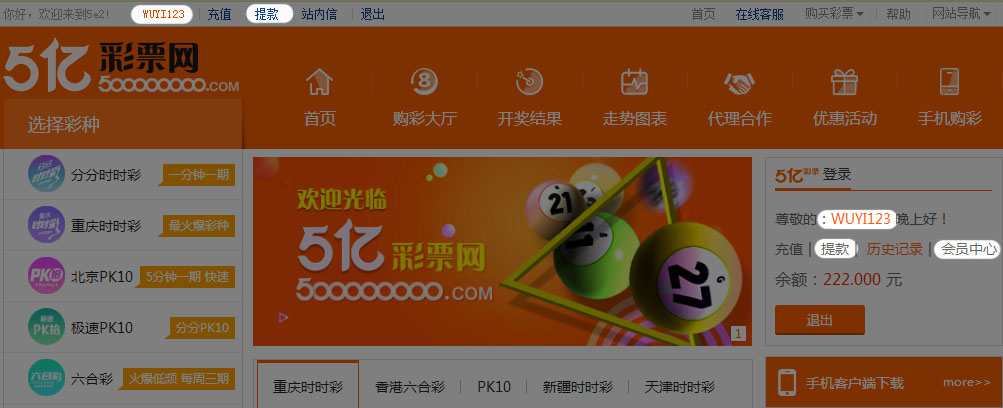 你好，欢迎来到5e2! WUYI123 充值 提款 站内信 退出 首页 在线客服 购买彩票 帮助 网站导航
5亿彩票网
500000000.COM
首页 购彩大厅 开奖结果 走势图表 代理合作 优惠活动 手机购彩
选择彩种
分分时时彩 一分钟一期
重庆时时彩 最火爆彩种
北京PK10 5分钟一期 快速
极速PK10 分分PK10
六合彩 火爆低频 每周三期
欢迎光临
5亿彩票网
500000000.COM
21
27
1
重庆时时彩 香港六合彩 PK10 新疆时时彩 天津时时彩
5亿彩票 登录
尊敬的：WUYI123 晚上好！
充值 | 提款 | 历史记录 | 会员中心
余额：222.000 元
退出
手机客户端下载 more>>